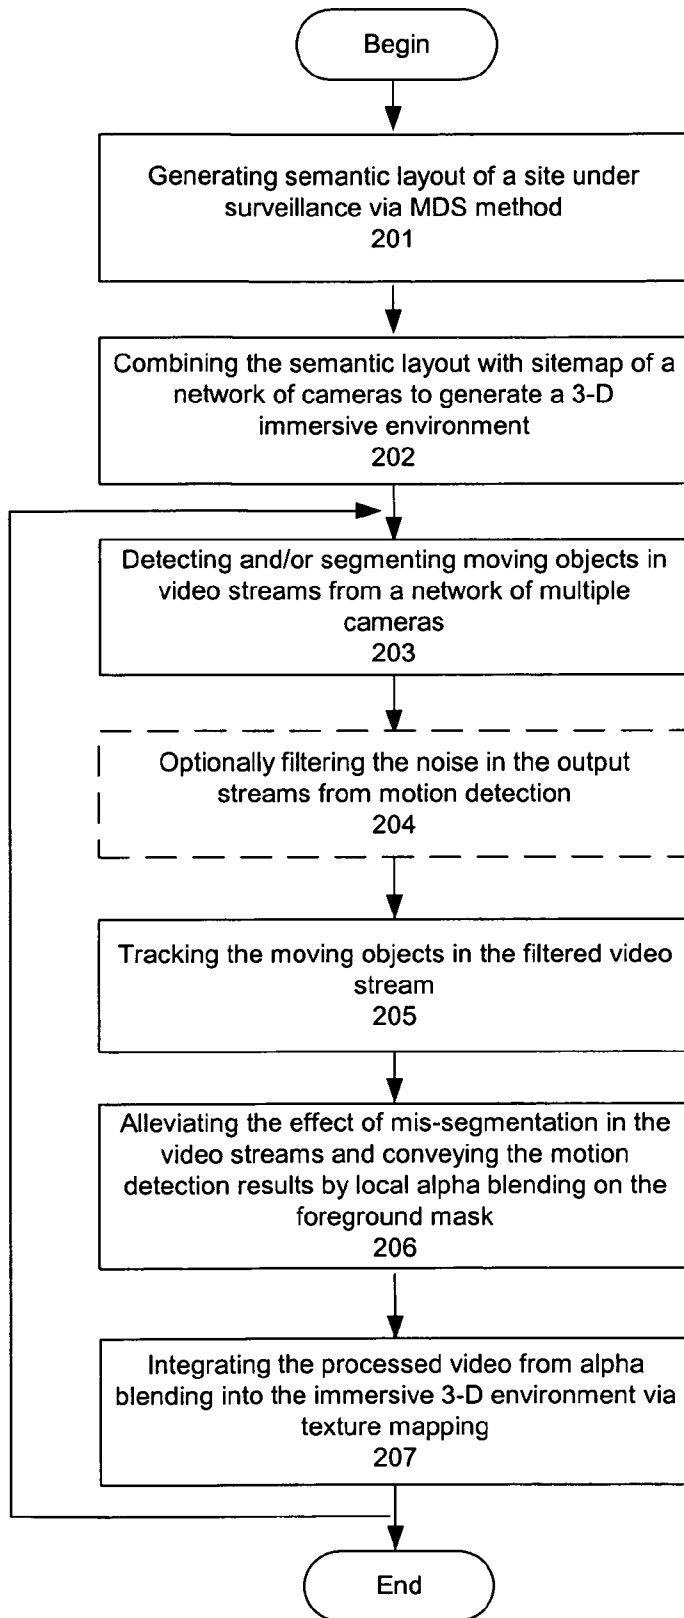 Begin
Generating semantic layout of a site under
surveillance via MDS method
201
Combining the semantic layout with sitemap of a
network of cameras to generate a 3-D
immersive environment
202
Detecting and/or segmenting moving objects in
video streams from a network of multiple
cameras
203
Optionally filtering the noise in the output
streams from motion detection
204
Tracking the moving objects in the filtered video
stream
205
Alleviating the effect of mis-segmentation in the
video streams and conveying the motion
detection results by local alpha blending on the
foreground mask
206
Integrating the processed video from alpha
blending into the immersive 3-D environment via
texture mapping
207
End